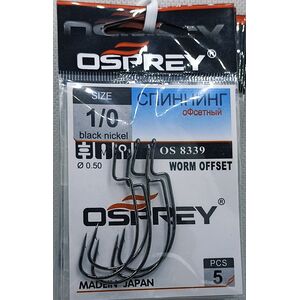 OSPREY
OSPREY®
SIZE
1/0
black nickel
Ø 0.50
СПИННИНГ
оФсетный
OS 8339
WORM OFFSET
OSPREY®
MADE IN JAPAN
PCS
5